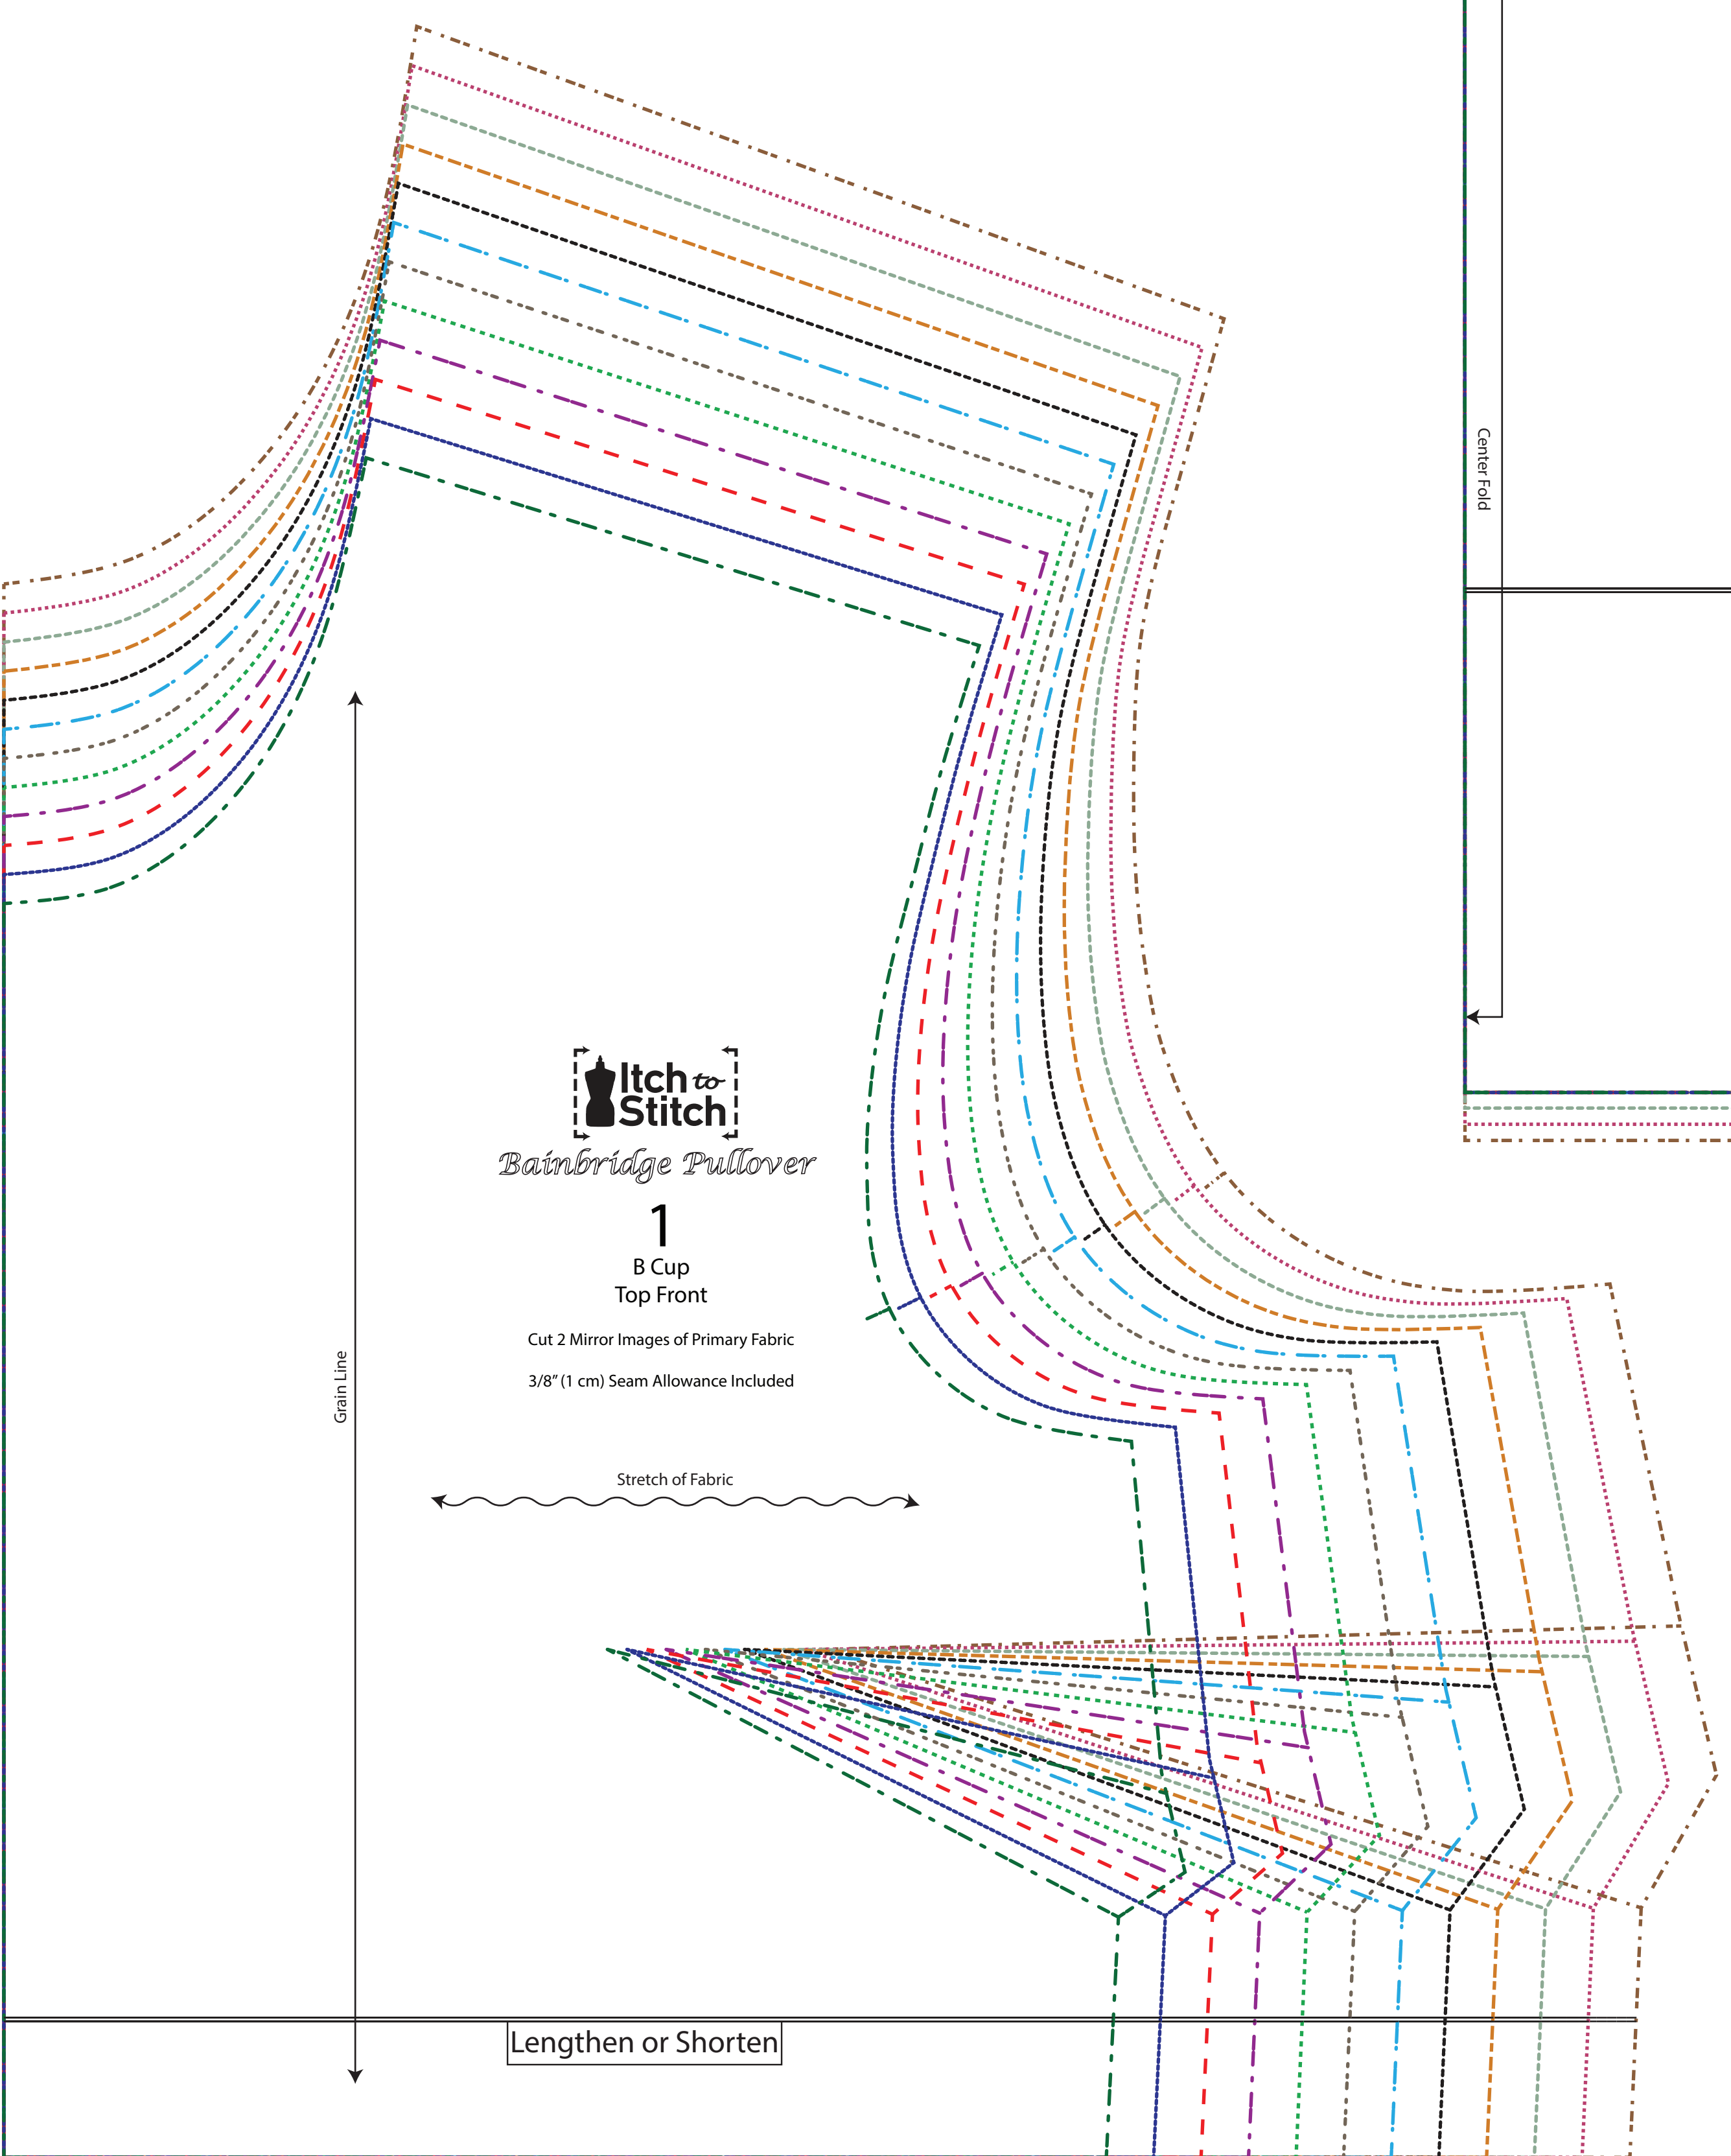 Center Fold
Itch to
Stitch
Bainbridge Pullover
1
B Cup
Top Front
Cut 2 Mirror Images of Primary Fabric
3/8” (1 cm) Seam Allowance Included
Grain Line
Stretch of Fabric
Lengthen or Shorten